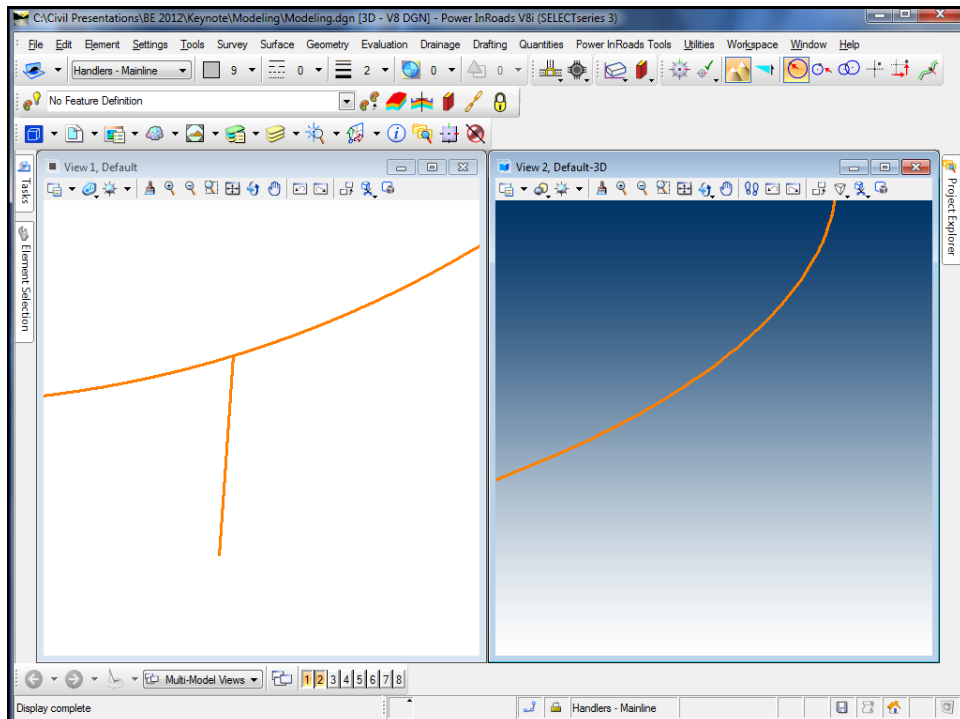 C:\Civil Presentations\BE 2012\Keynote\Modeling\Modeling.dgn [3D - V8 DGN] - Power InRoads V8i (SELECTseries 3)
File Edit Element Settings Tools Survey Surface Geometry Evaluation Drainage Drafting Quantities Power InRoads Tools Utilities Workspace Window Help
Handlers - Mainline 9 0 2 0 0
No Feature Definition
Tasks
Element Selection
View 1, Default
View 2, Default-3D
Project Explorer
Multi-Model Views 1 2 3 4 5 6 7 8
Display complete Handlers - Mainline